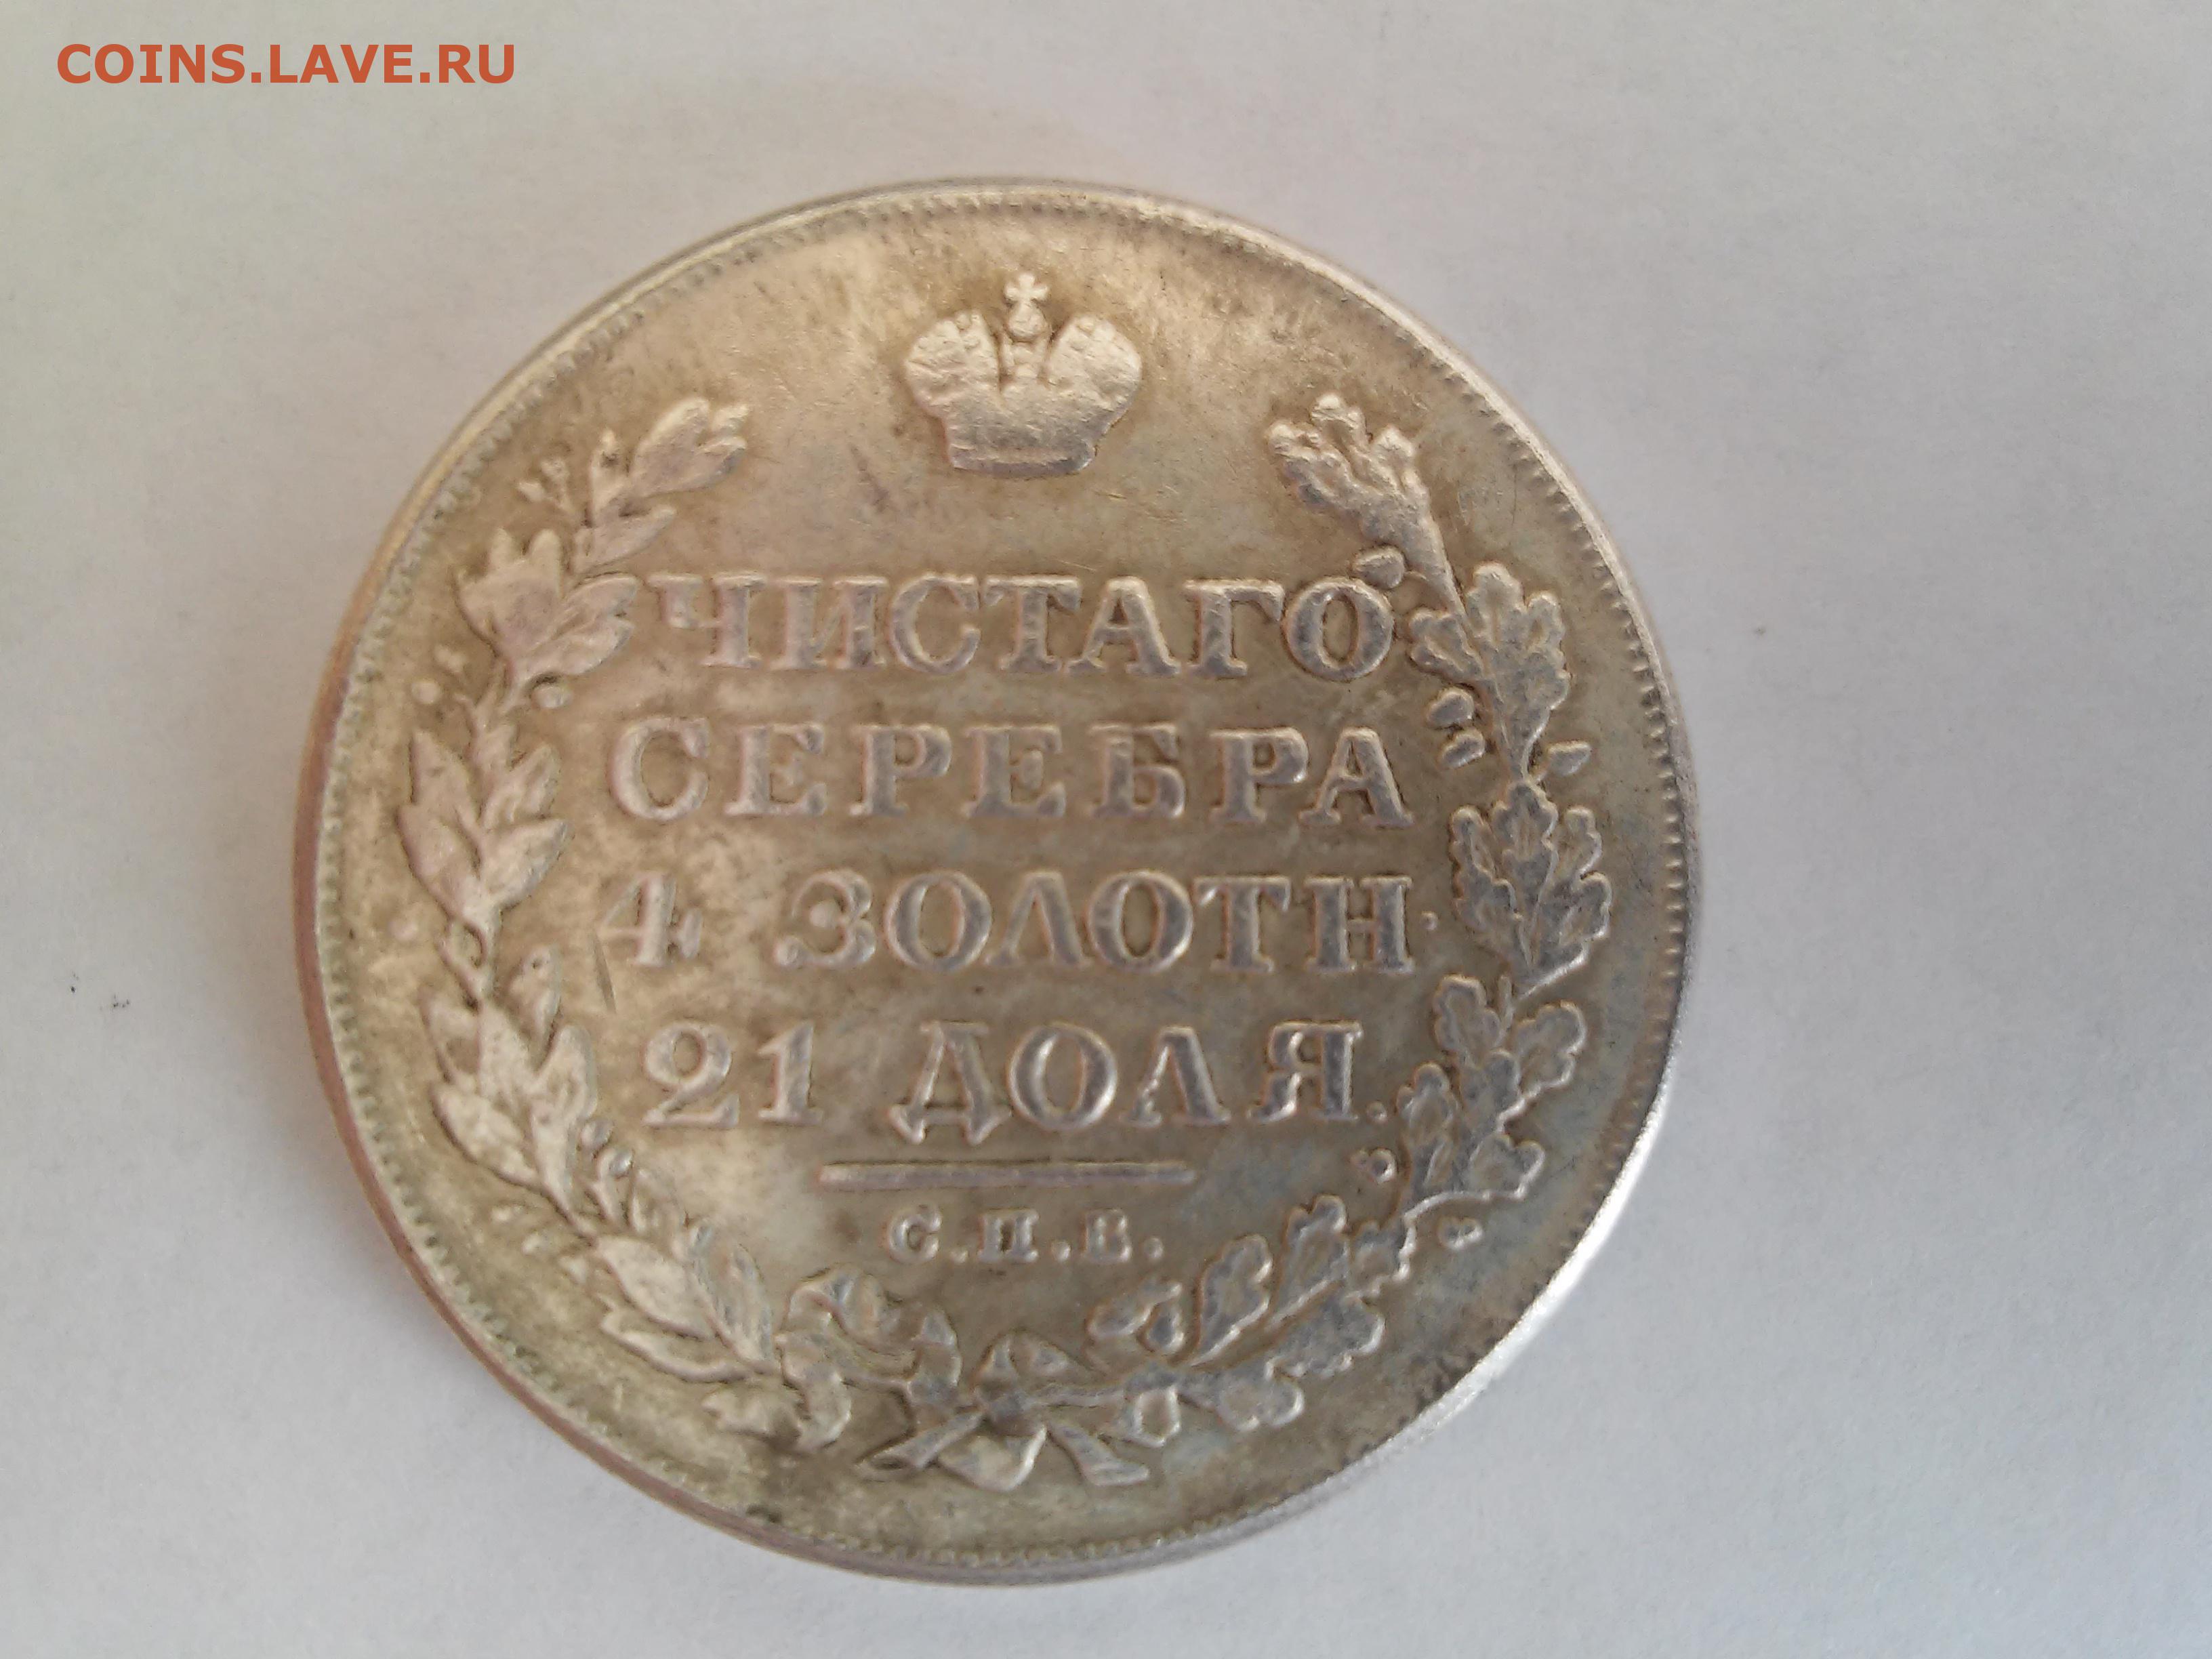 COINS.LAVE.RU
ЧИСТАГО
СЕРЕБРА
4 ЗОЛОТН.
21 ДОЛЯ.
С.П.Б.